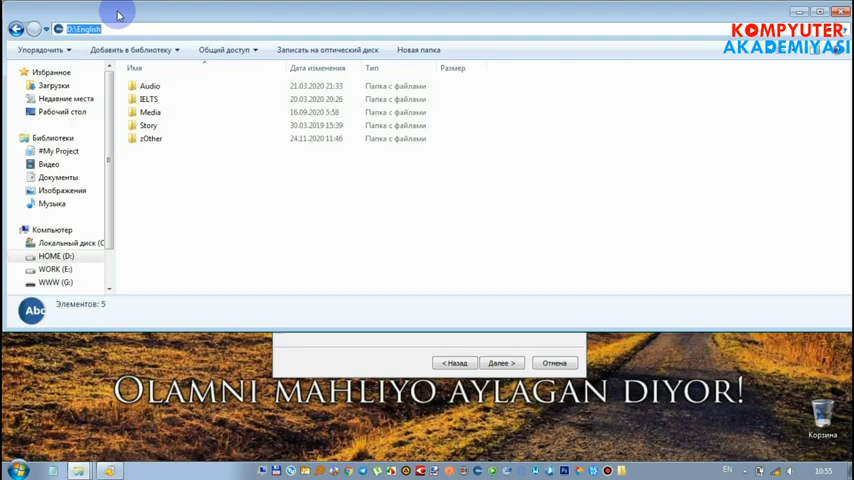 D:\English
KOMPYUTER
AKADEMIYASI
Упорядочить
Добавить в библиотеку
Общий доступ
Записать на оптический диск
Новая папка
Имя
Дата изменения
Тип
Размер
Audio 21.03.2020 21:33 Папка с файлами
IELTS 20.03.2020 20:26 Папка с файлами
Media 16.09.2020 5:58 Папка с файлами
Story 30.03.2019 15:39 Папка с файлами
zOther 24.11.2020 11:46 Папка с файлами
Избранное
Загрузки
Недавние места
Рабочий стол
Библиотеки
#My Project
Видео
Документы
Изображения
Музыка
Компьютер
Локальный диск (C
HOME (D:)
WORK (E:)
WWW (G:)
Abc
Элементов: 5
< Назад
Далее >
Отмена
OLAMNI MAHLIYO AYLAGAN DIYOR!
Корзина
EN
10:55